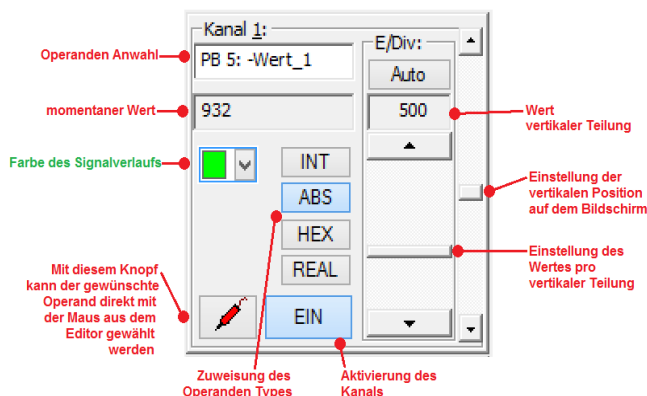 Kanal 1:
E/Div:
Operanden Anwahl
PB 5: -Wert_1
Auto
momentaner Wert
932
500
Wert
vertikaler Teilung
Farbe des Signalverlaufs
INT
ABS
HEX
REAL
Einstellung der
vertikalen Position
auf dem Bildschirm
Einstellung des
Wertes pro
vertikaler Teilung
Mit diesem Knopf
kann der gewünschte
Operand direkt mit
der Maus aus dem
Editor gewählt
werden
EIN
Zuweisung des
Operanden Types
Aktivierung des
Kanals